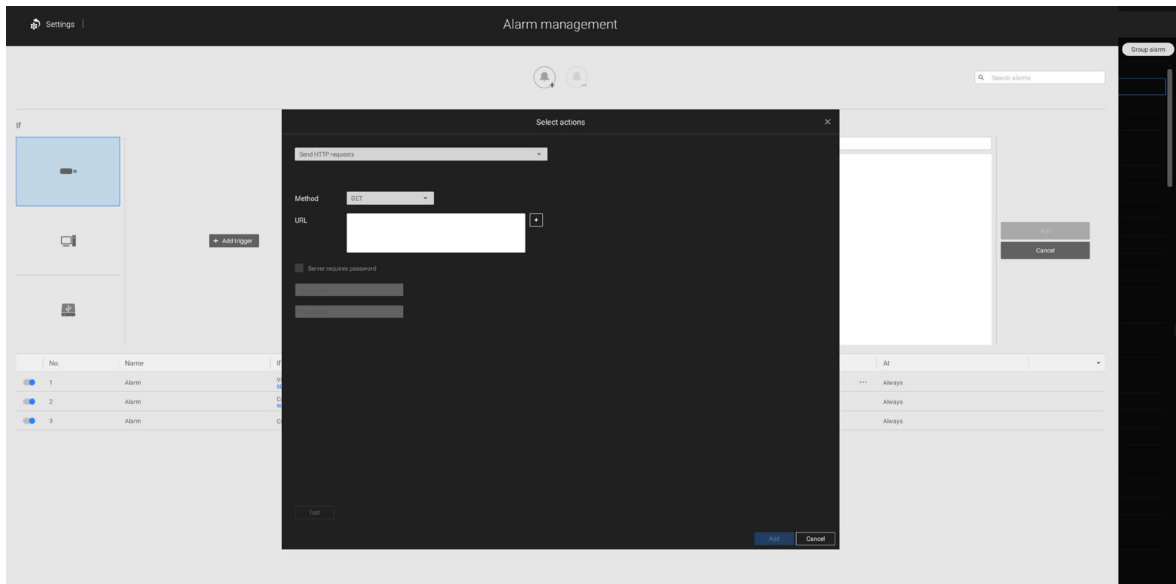 Settings
Alarm management
Group alarm
Search alarms
If
Select actions
Send HTTP requests
Method
GET
URL
+ Add trigger
Add
Cancel
Server requires password
No.
Name
If
At
1
Alarm
Always
2
Alarm
Always
3
Alarm
Always
Test
Add
Cancel